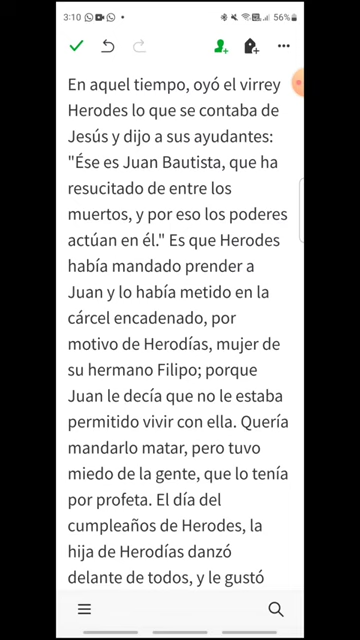 3:10
56%
En aquel tiempo, oyó el virrey
Herodes lo que se contaba de
Jesús y dijo a sus ayudantes:
"Ése es Juan Bautista, que ha
resucitado de entre los
muertos, y por eso los poderes
actúan en él." Es que Herodes
había mandado prender a
Juan y lo había metido en la
cárcel encadenado, por
motivo de Herodías, mujer de
su hermano Filipo; porque
Juan le decía que no le estaba
permitido vivir con ella. Quería
mandarlo matar, pero tuvo
miedo de la gente, que lo tenía
por profeta. El día del
cumpleaños de Herodes, la
hija de Herodías danzó
delante de todos, y le gustó